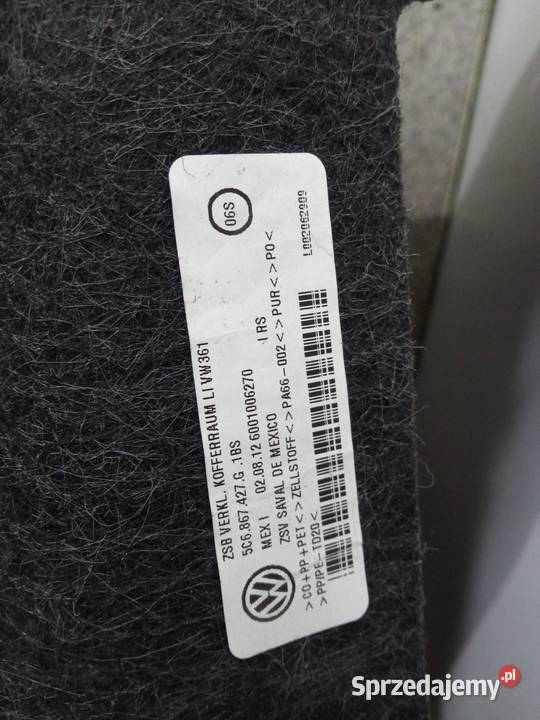 06S
ZSB VERKL. KOFFERRAUM LI VW361
5C6.867 427.G .1BS
MEX I 02.08.12 6001006270 I RS
ZSV SAVAL DE MEXICO
>CO+PP+PET<>ZELLSTOFF<>PA66-002<>PUR<>PO<
>PP/PE-TD20<
L002062909
Sprzedajemy.pl